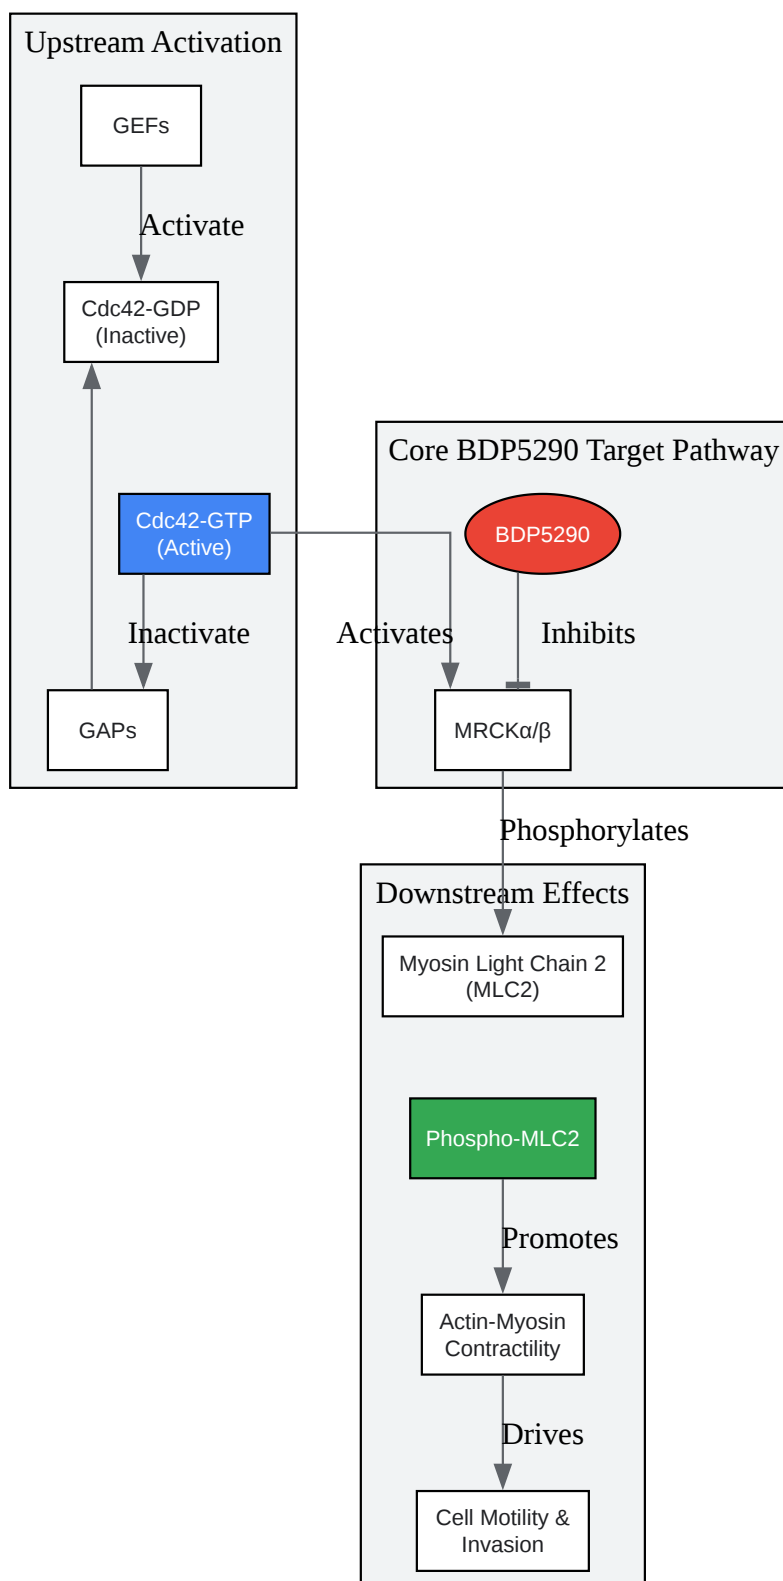 Upstream Activation
GEFs
Activate
Cdc42-GDP
(Inactive)
Cdc42-GTP
(Active)
Inactivate
GAPs
Core BDP5290 Target Pathway
BDP5290
Activates
Inhibits
MRCKα/β
Phosphorylates
Downstream Effects
Myosin Light Chain 2
(MLC2)
Phospho-MLC2
Promotes
Actin-Myosin
Contractility
Drives
Cell Motility &
Invasion